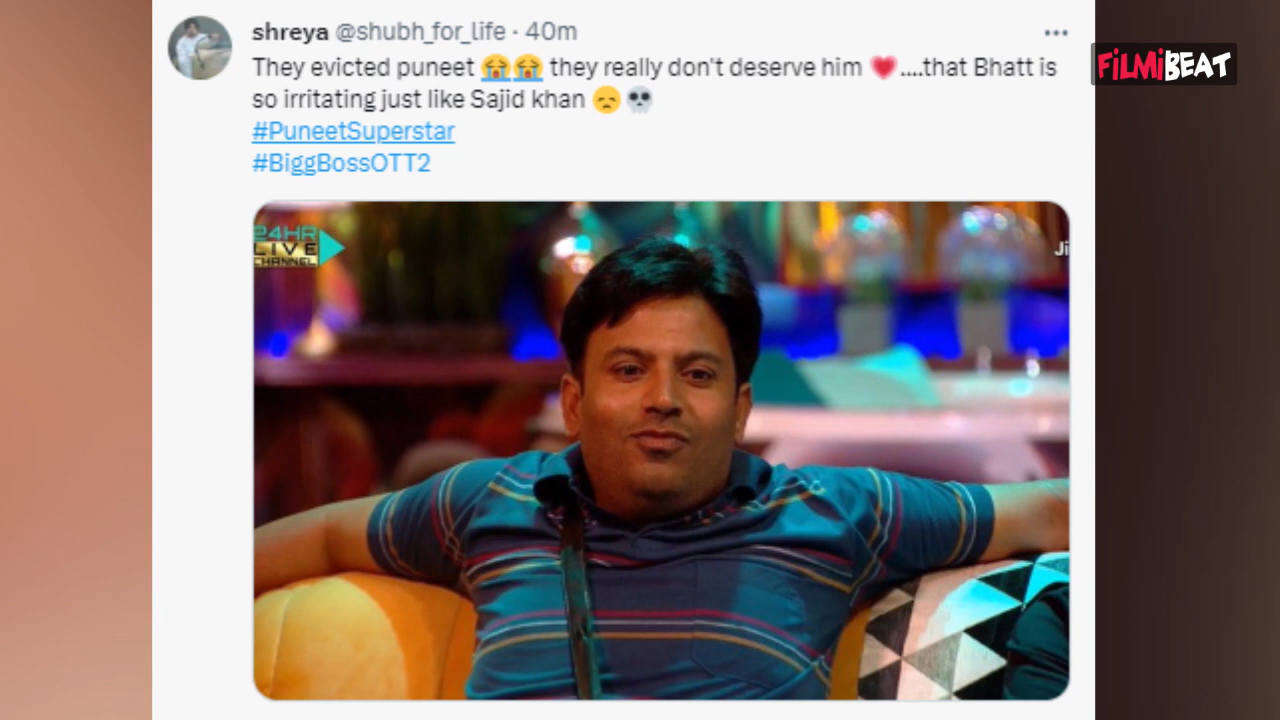 shreya @shubh_for_life · 40m
FiLMiBEAT
They evicted puneet 😭😭 they really don't deserve him 💗....that Bhatt is
so irritating just like Sajid khan 😞💀
#PuneetSuperstar
#BiggBossOTT2
24HR
LIVE
CHANNEL
Ji